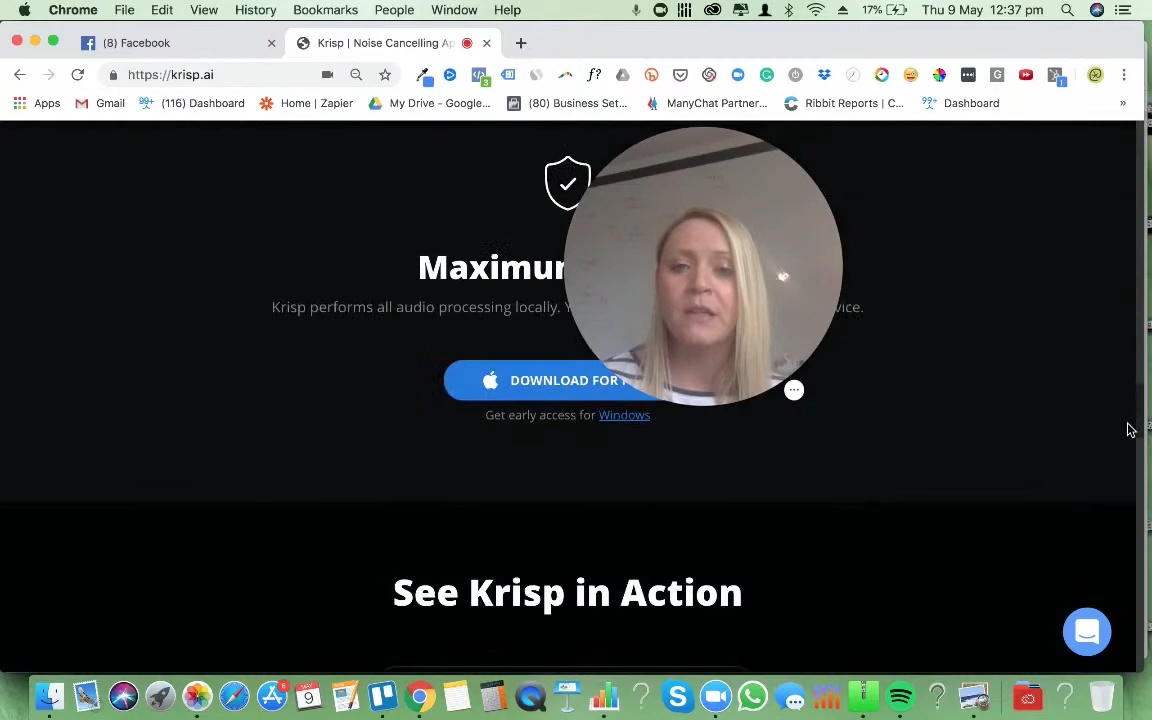 Chrome File Edit View History Bookmarks People Window Help 17% Thu 9 May 12:37 pm
(8) Facebook Krisp | Noise Cancelling Ap
https://krisp.ai
Apps Gmail 99+ (116) Dashboard Home | Zapier My Drive - Google... (80) Business Set... ManyChat Partner... Ribbit Reports | C... 99+ Dashboard »
Maximu
Krisp performs all audio processing locally. Y vice.
DOWNLOAD FOR
Get early access for Windows
See Krisp in Action